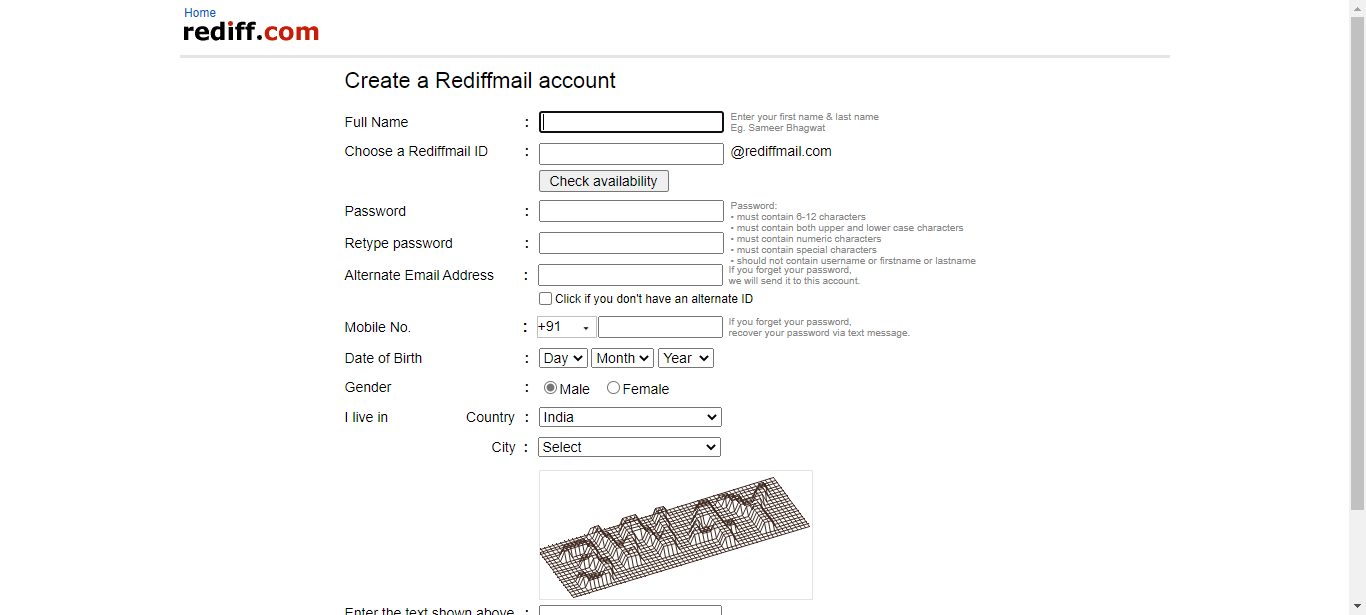 Home
rediff.com
Create a Rediffmail account
Full Name :
Enter your first name & last name
Eg. Sameer Bhagwat
Choose a Rediffmail ID : @rediffmail.com
Check availability
Password :
Password:
• must contain 6-12 characters
• must contain both upper and lower case characters
• must contain numeric characters
• must contain special characters
• should not contain username or firstname or lastname
Retype password :
Alternate Email Address :
If you forget your password,
we will send it to this account.
Click if you don't have an alternate ID
Mobile No. : +91
If you forget your password,
recover your password via text message.
Date of Birth : Day Month Year
Gender : Male Female
I live in Country : India
City : Select
Enter the text shown above :